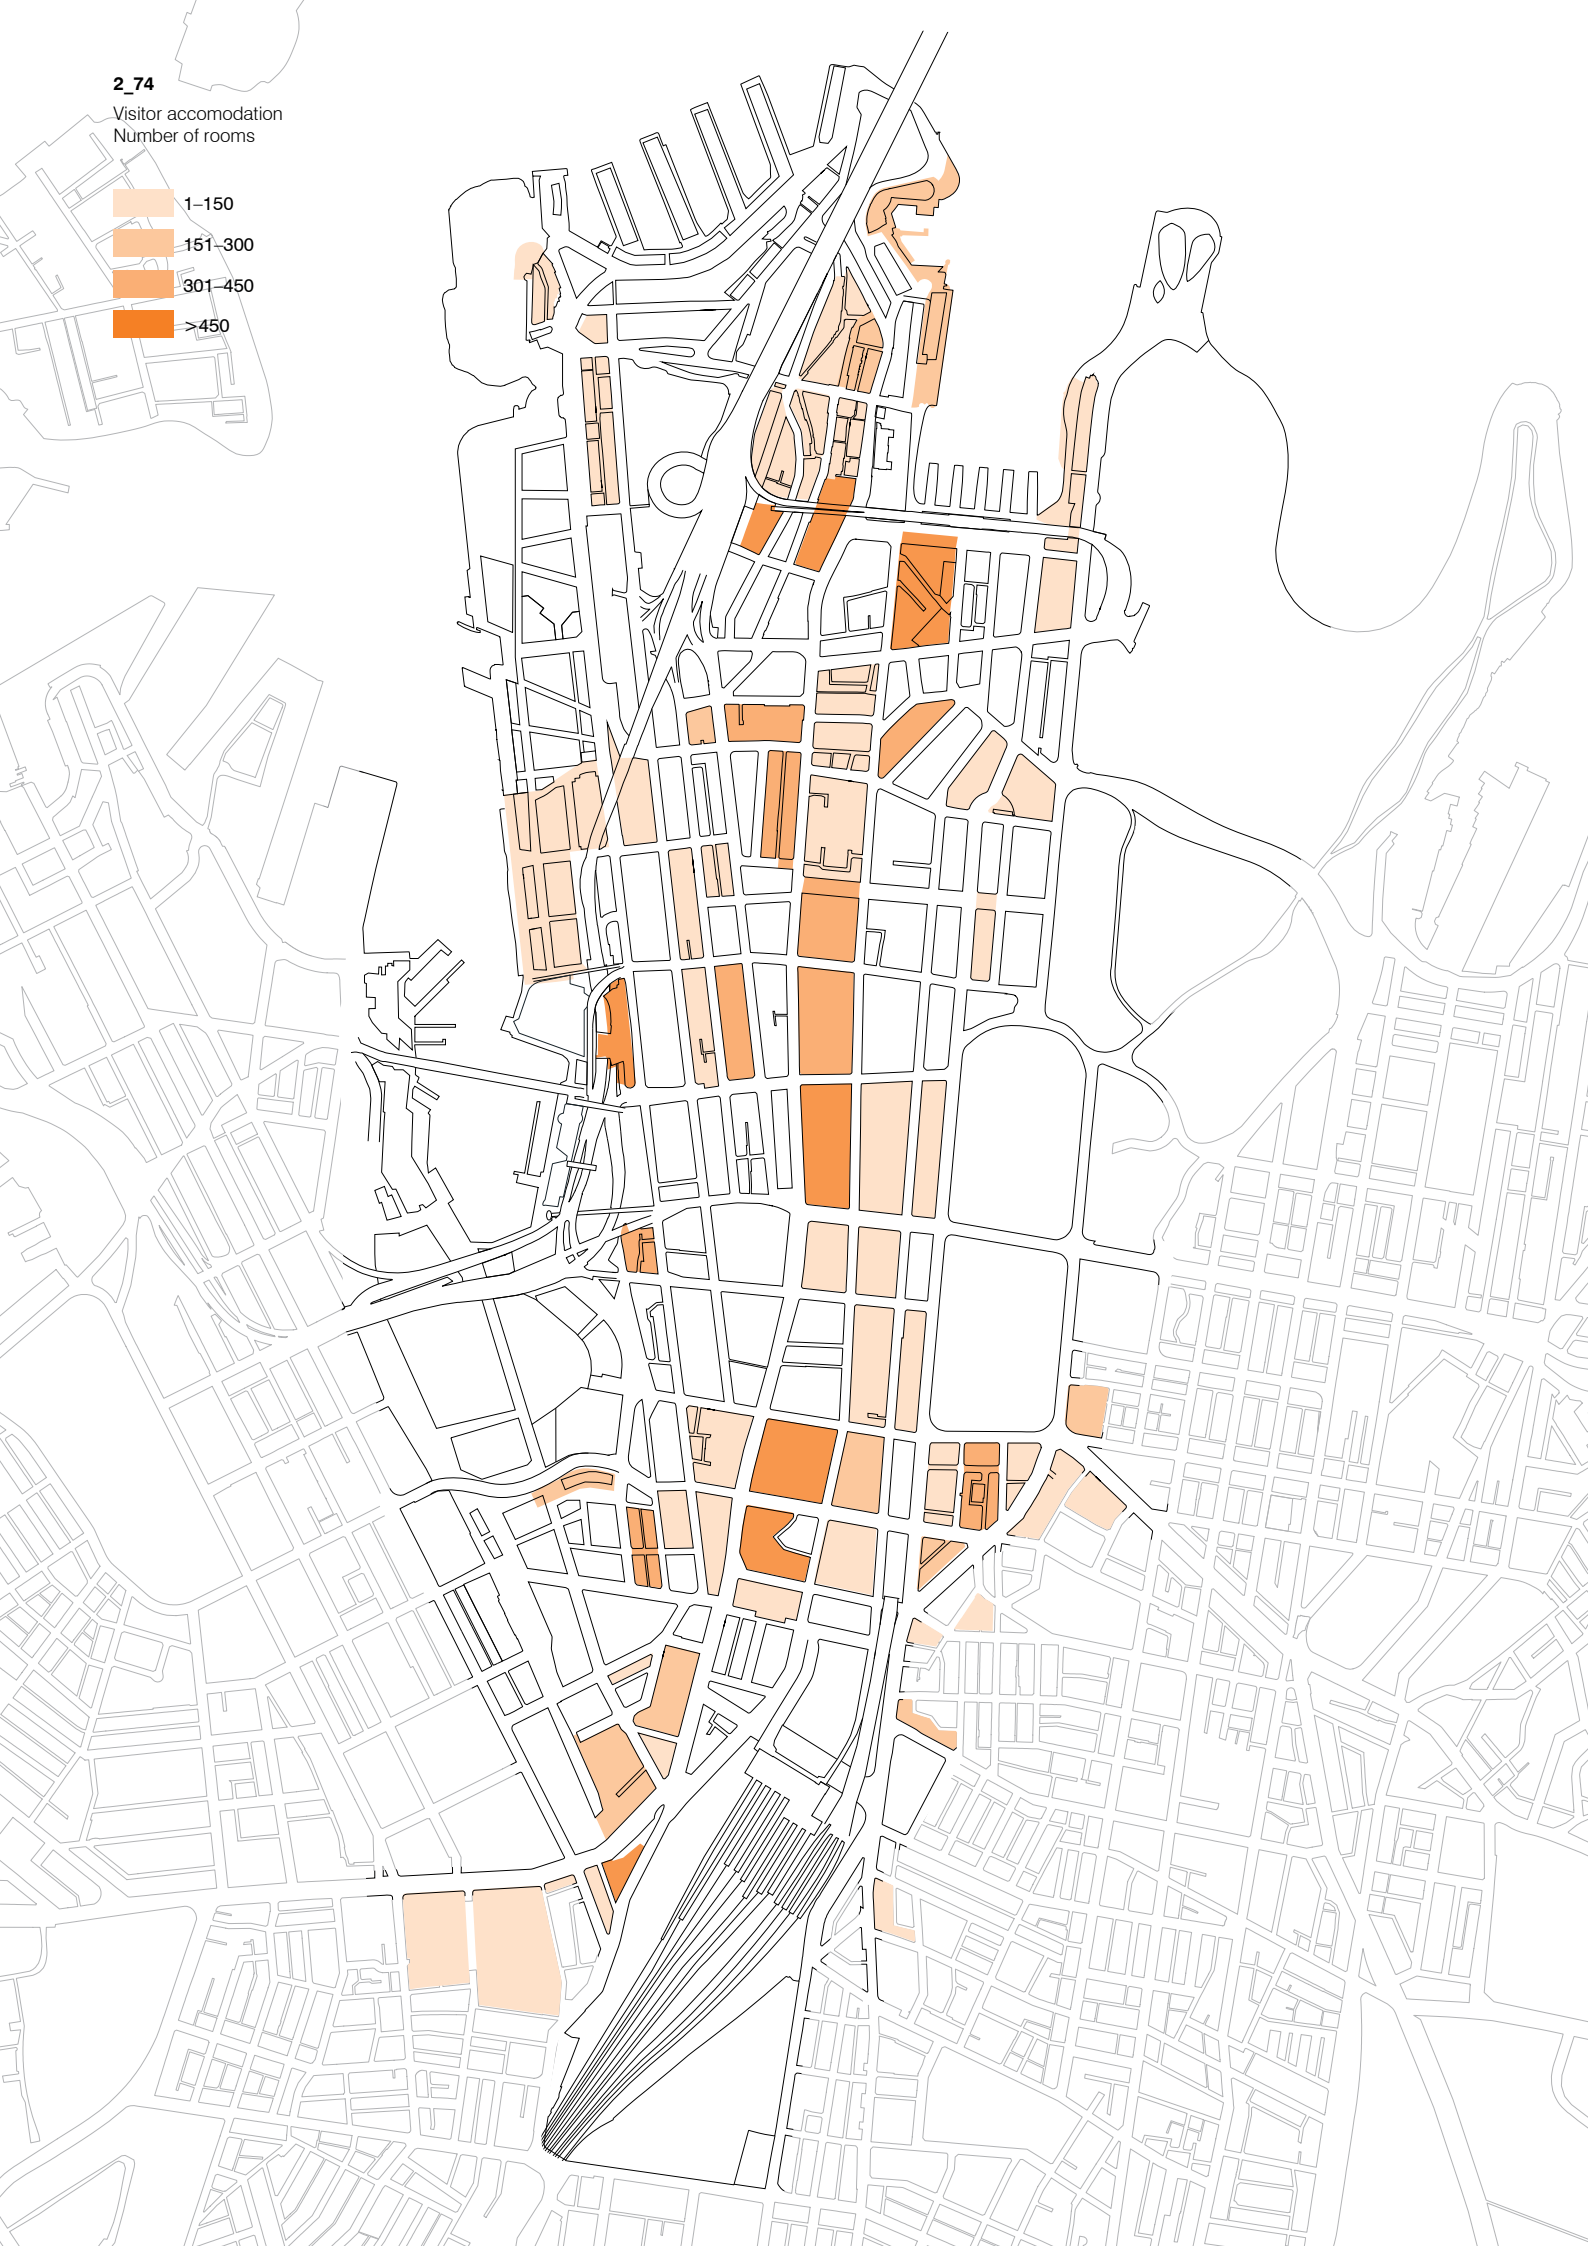 2_74
Visitor accomodation
Number of rooms
1–150
151–300
301–450
>450